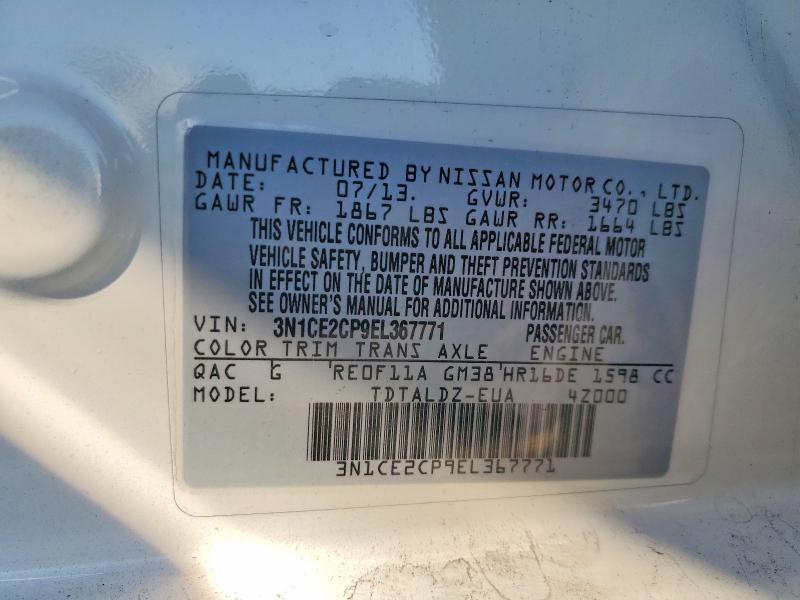 MANUFACTURED BY NISSAN MOTOR CO., LTD.
DATE: 07/13. GVWR: 3470 LBS
GAWR FR: 1867 LBS GAWR RR: 1664 LBS
THIS VEHICLE CONFORMS TO ALL APPLICABLE FEDERAL MOTOR
VEHICLE SAFETY, BUMPER AND THEFT PREVENTION STANDARDS
IN EFFECT ON THE DATE OF MANUFACTURE SHOWN ABOVE.
SEE OWNER'S MANUAL FOR ADDITIONAL INFORMATION.
VIN: 3N1CE2CP9EL367771 PASSENGER CAR.
COLOR TRIM TRANS AXLE ENGINE
QAC G RE0F11A GM38 HR16DE 1598 CC
MODEL: TDTALDZ-EUA 4Z000
3N1CE2CP9EL367771